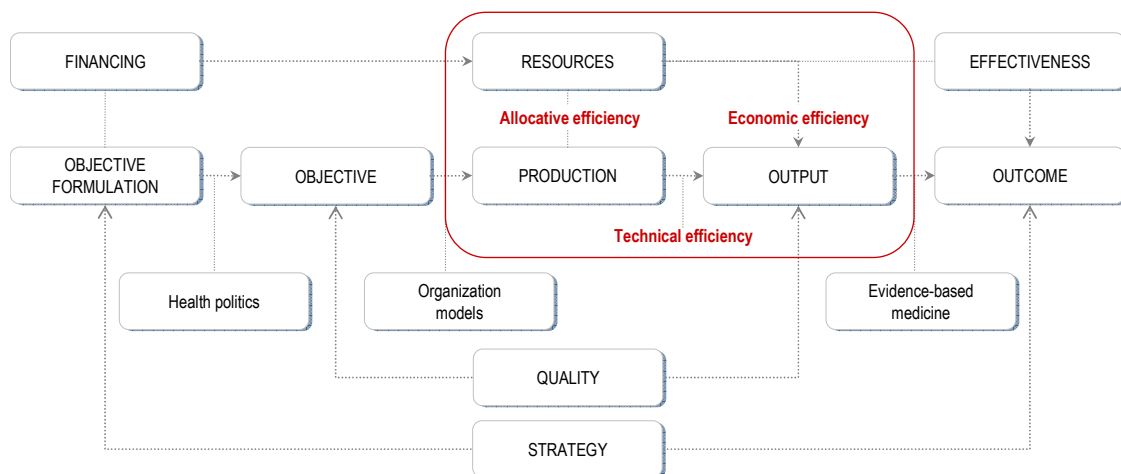 FINANCING
RESOURCES
EFFECTIVENESS
Allocative efficiency
Economic efficiency
OBJECTIVE
FORMULATION
OBJECTIVE
PRODUCTION
OUTPUT
OUTCOME
Technical efficiency
Health politics
Organization
models
Evidence-based
medicine
QUALITY
STRATEGY